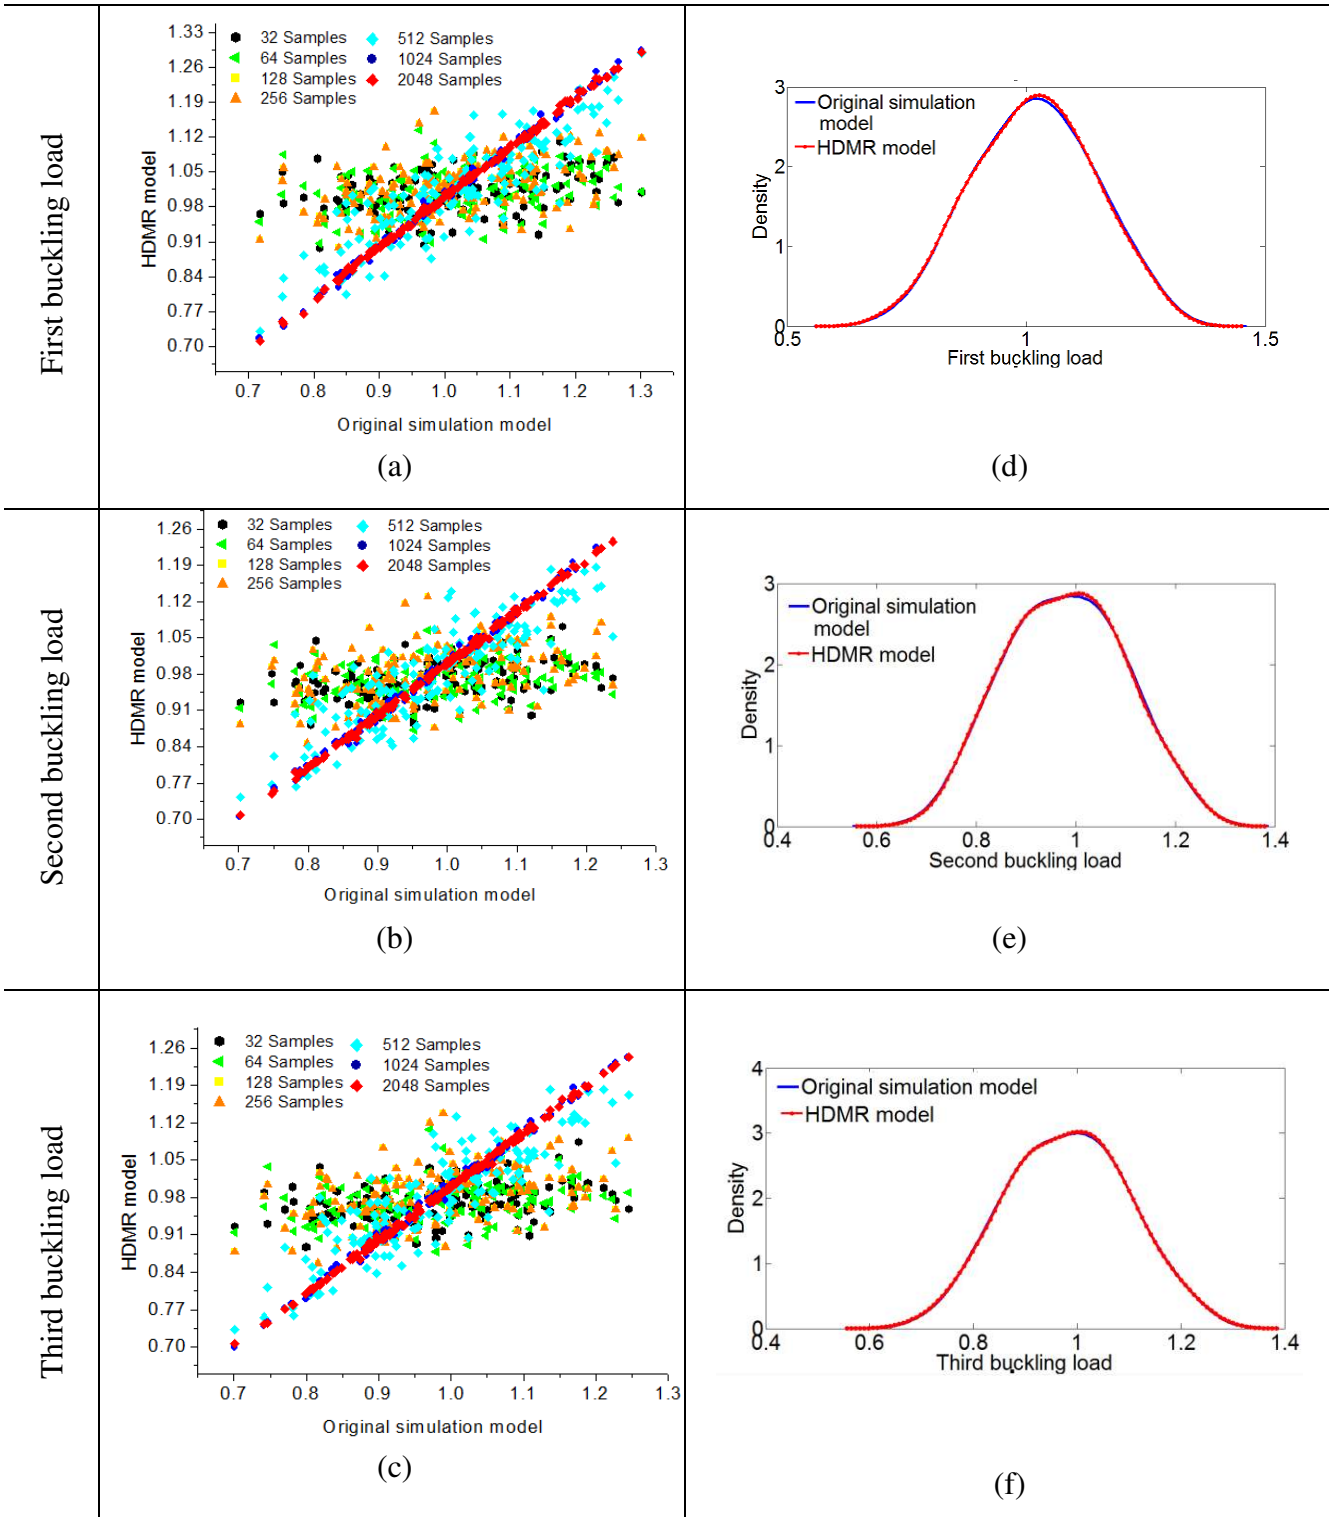 First buckling load
1.33
1.26
1.19
1.12
1.05
0.98
0.91
0.84
0.77
0.70
HDMR model
32 Samples
64 Samples
128 Samples
256 Samples
512 Samples
1024 Samples
2048 Samples
0.7 0.8 0.9 1.0 1.1 1.2 1.3
Original simulation model
(a)
3
2
1
0
Density
Original simulation
model
HDMR model
0.5 1 1.5
First buckling load
(d)
Second buckling load
1.26
1.19
1.12
1.05
0.98
0.91
0.84
0.77
0.70
HDMR model
32 Samples
64 Samples
128 Samples
256 Samples
512 Samples
1024 Samples
2048 Samples
0.7 0.8 0.9 1.0 1.1 1.2 1.3
Original simulation model
(b)
3
2
1
0
Density
Original simulation
model
HDMR model
0.4 0.6 0.8 1 1.2 1.4
Second buckling load
(e)
Third buckling load
1.26
1.19
1.12
1.05
0.98
0.91
0.84
0.77
0.70
HDMR model
32 Samples
64 Samples
128 Samples
256 Samples
512 Samples
1024 Samples
2048 Samples
0.7 0.8 0.9 1.0 1.1 1.2 1.3
Original simulation model
(c)
4
3
2
1
0
Density
Original simulation model
HDMR model
0.4 0.6 0.8 1 1.2 1.4
Third buckling load
(f)